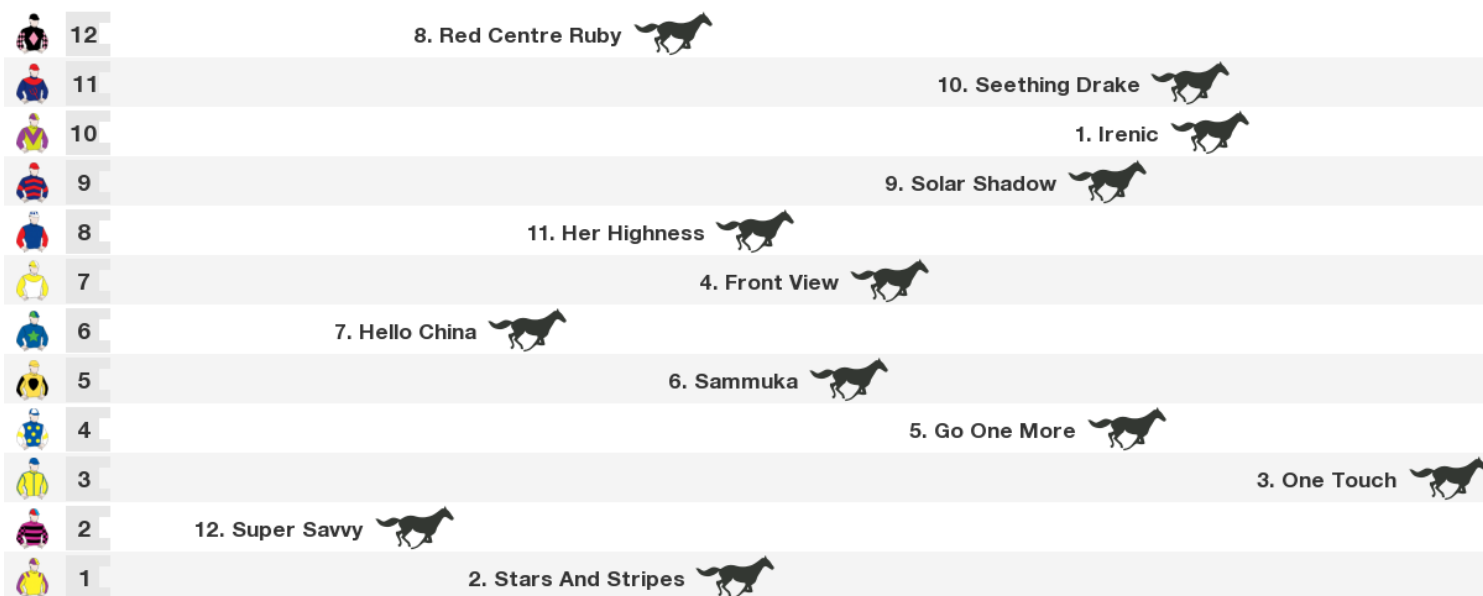 12 8. Red Centre Ruby
11 10. Seething Drake
10 1. Irenic
9 9. Solar Shadow
8 11. Her Highness
7 4. Front View
6 7. Hello China
5 6. Sammuka
4 5. Go One More
3 3. One Touch
2 12. Super Savvy
1 2. Stars And Stripes